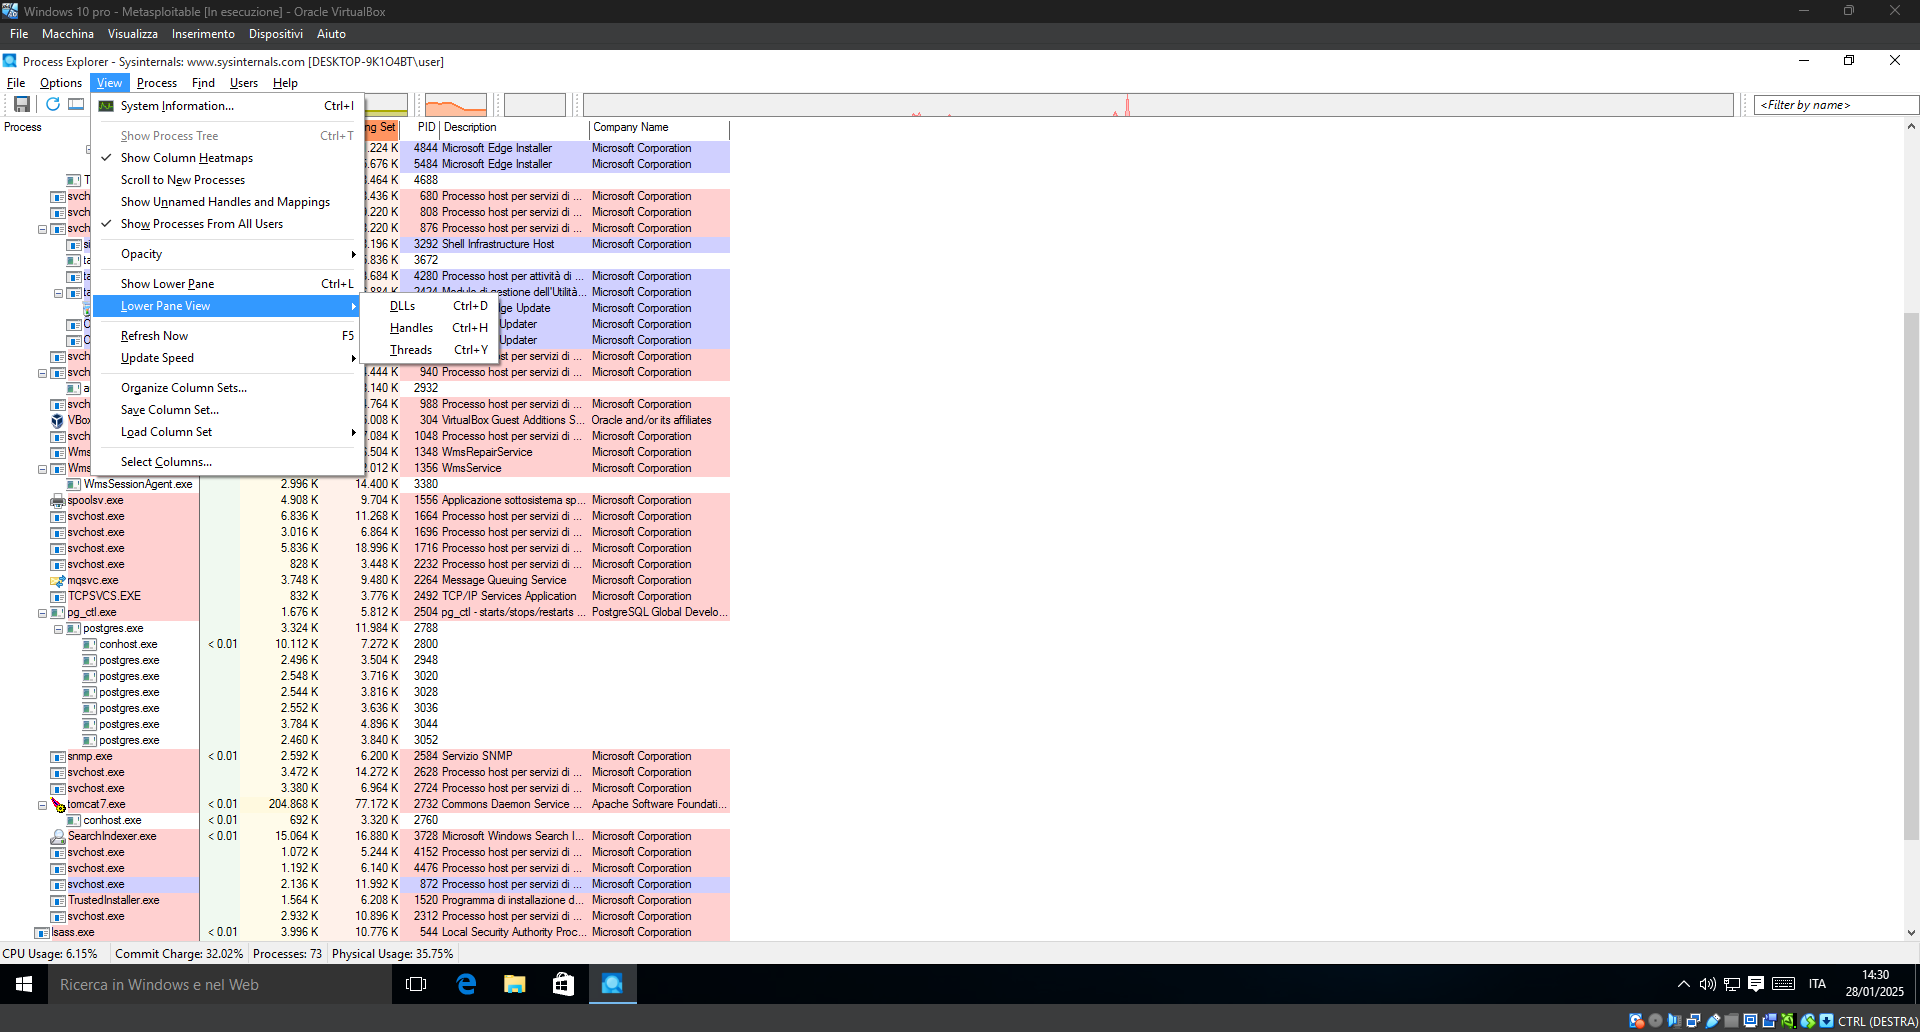 Windows 10 pro - Metasploitable [In esecuzione] - Oracle VirtualBox
File Macchina Visualizza Inserimento Dispositivi Aiuto
Process Explorer - Sysinternals: www.sysinternals.com [DESKTOP-9K1O4BT\user]
File Options View Process Find Users Help
<Filter by name>
Process ng Set PID Description Company Name
System Information... Ctrl+I
Show Process Tree Ctrl+T
Show Column Heatmaps
Scroll to New Processes
Show Unnamed Handles and Mappings
Show Processes From All Users
Opacity
Show Lower Pane Ctrl+L
Lower Pane View
Refresh Now F5
Update Speed
Organize Column Sets...
Save Column Set...
Load Column Set
Select Columns...
DLLs Ctrl+D
Handles Ctrl+H
Threads Ctrl+Y
.224 K 4844 Microsoft Edge Installer Microsoft Corporation
.676 K 5484 Microsoft Edge Installer Microsoft Corporation
T .464 K 4688
svch .436 K 680 Processo host per servizi di ... Microsoft Corporation
svch .220 K 808 Processo host per servizi di ... Microsoft Corporation
svch .220 K 876 Processo host per servizi di ... Microsoft Corporation
si .196 K 3292 Shell Infrastructure Host Microsoft Corporation
ta .836 K 3672
ta .684 K 4280 Processo host per attività di ... Microsoft Corporation
ta .884 K 2424 Modulo di gestione dell'Utilità... Microsoft Corporation
ge Update Microsoft Corporation
Updater Microsoft Corporation
Updater Microsoft Corporation
svch st per servizi di ... Microsoft Corporation
svch .444 K 940 Processo host per servizi di ... Microsoft Corporation
a .140 K 2932
svch .764 K 988 Processo host per servizi di ... Microsoft Corporation
VBox .008 K 304 VirtualBox Guest Additions S... Oracle and/or its affiliates
svch .084 K 1048 Processo host per servizi di ... Microsoft Corporation
Wms .504 K 1348 WmsRepairService Microsoft Corporation
Wms .012 K 1356 WmsService Microsoft Corporation
WmsSessionAgent.exe 2.996 K 14.400 K 3380
spoolsv.exe 4.908 K 9.704 K 1556 Applicazione sottosistema sp... Microsoft Corporation
svchost.exe 6.836 K 11.268 K 1664 Processo host per servizi di ... Microsoft Corporation
svchost.exe 3.016 K 6.864 K 1696 Processo host per servizi di ... Microsoft Corporation
svchost.exe 5.836 K 18.996 K 1716 Processo host per servizi di ... Microsoft Corporation
svchost.exe 828 K 3.448 K 2232 Processo host per servizi di ... Microsoft Corporation
mqsvc.exe 3.748 K 9.480 K 2264 Message Queuing Service Microsoft Corporation
TCPSVCS.EXE 832 K 3.776 K 2492 TCP/IP Services Application Microsoft Corporation
pg_ctl.exe 1.676 K 5.812 K 2504 pg_ctl - starts/stops/restarts ... PostgreSQL Global Develo...
postgres.exe 3.324 K 11.984 K 2788
conhost.exe < 0.01 10.112 K 7.272 K 2800
postgres.exe 2.496 K 3.504 K 2948
postgres.exe 2.548 K 3.716 K 3020
postgres.exe 2.544 K 3.816 K 3028
postgres.exe 2.552 K 3.636 K 3036
postgres.exe 3.784 K 4.896 K 3044
postgres.exe 2.460 K 3.840 K 3052
snmp.exe < 0.01 2.592 K 6.200 K 2584 Servizio SNMP Microsoft Corporation
svchost.exe 3.472 K 14.272 K 2628 Processo host per servizi di ... Microsoft Corporation
svchost.exe 3.380 K 6.964 K 2724 Processo host per servizi di ... Microsoft Corporation
tomcat7.exe < 0.01 204.868 K 77.172 K 2732 Commons Daemon Service ... Apache Software Foundati...
conhost.exe < 0.01 692 K 3.320 K 2760
SearchIndexer.exe < 0.01 15.064 K 16.880 K 3728 Microsoft Windows Search I... Microsoft Corporation
svchost.exe 1.072 K 5.244 K 4152 Processo host per servizi di ... Microsoft Corporation
svchost.exe 1.192 K 6.140 K 4476 Processo host per servizi di ... Microsoft Corporation
svchost.exe 2.136 K 11.992 K 872 Processo host per servizi di ... Microsoft Corporation
TrustedInstaller.exe 1.564 K 6.208 K 1520 Programma di installazione d... Microsoft Corporation
svchost.exe 2.932 K 10.896 K 2312 Processo host per servizi di ... Microsoft Corporation
lsass.exe < 0.01 3.996 K 10.776 K 544 Local Security Authority Proc... Microsoft Corporation
CPU Usage: 6.15% Commit Charge: 32.02% Processes: 73 Physical Usage: 35.75%
Ricerca in Windows e nel Web
ITA
14:30
28/01/2025
CTRL (DESTRA)